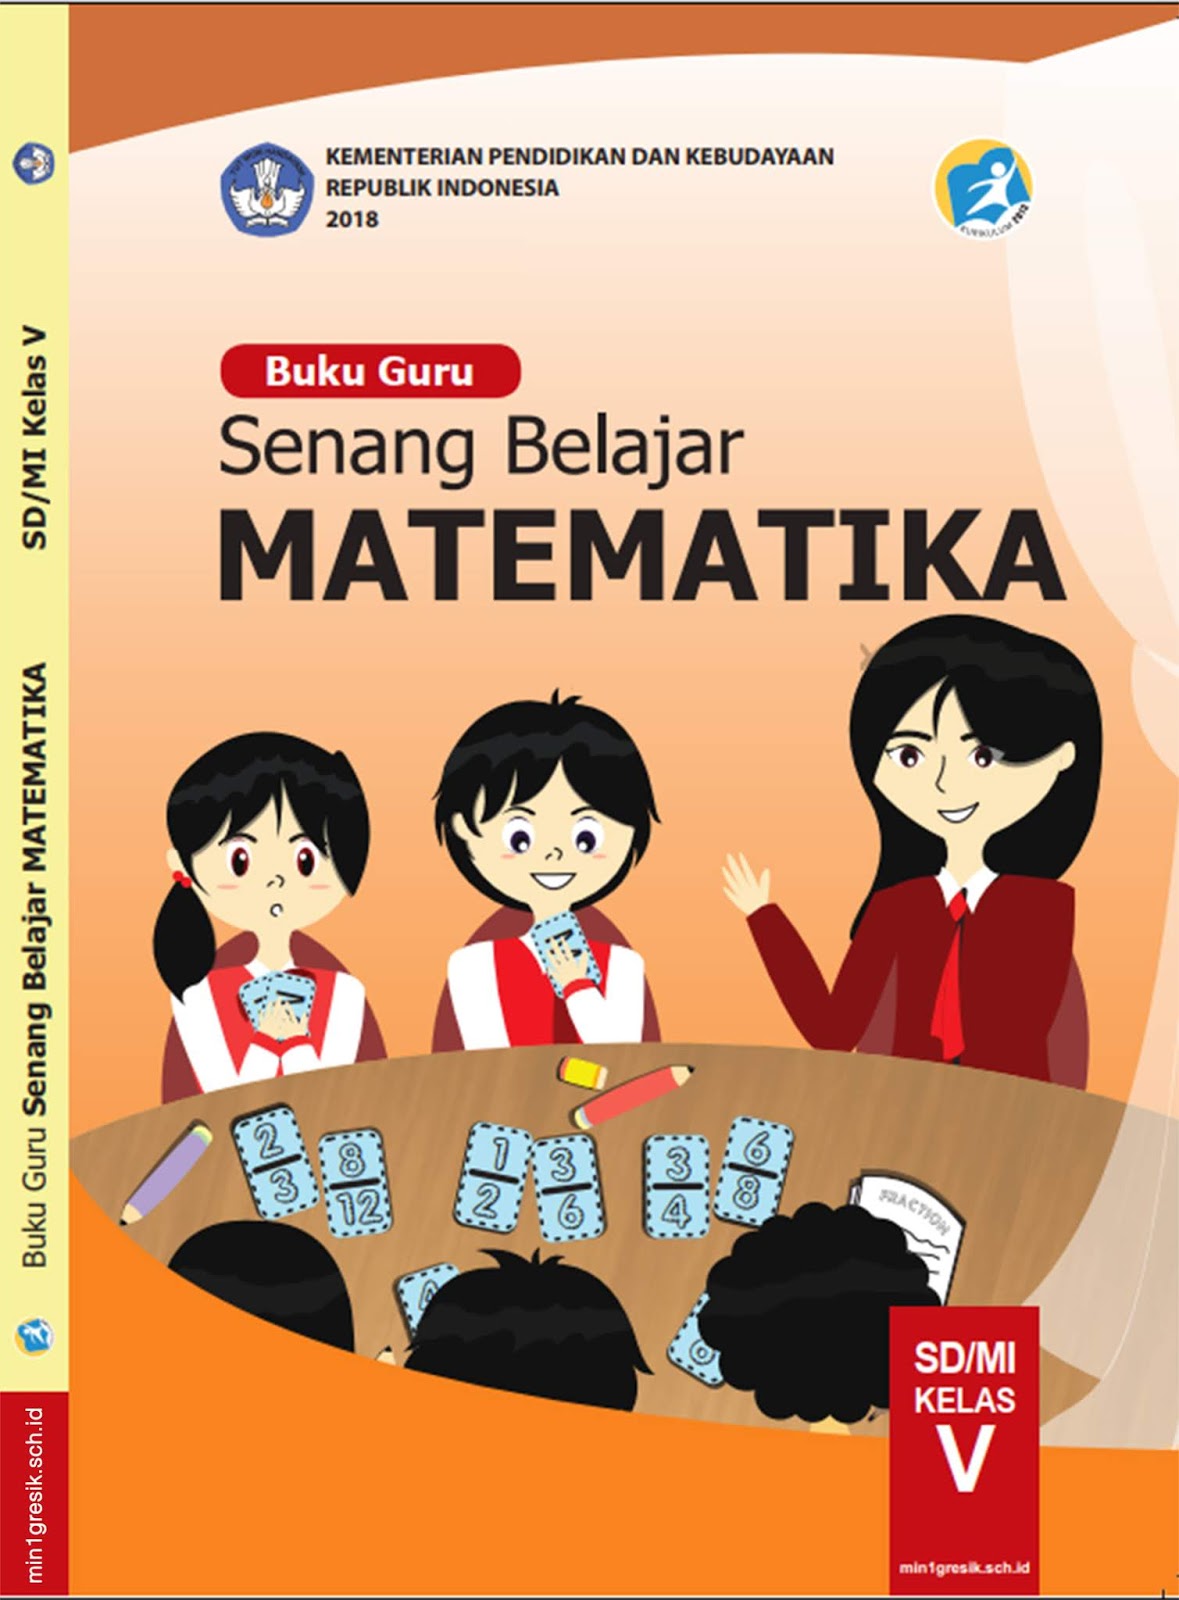 KEMENTERIAN PENDIDIKAN DAN KEBUDAYAAN
REPUBLIK INDONESIA
2018
KURIKULUM 2013
Buku Guru
Senang Belajar
MATEMATIKA
2
3
8
12
1
2
3
6
3
4
6
8
FRACTION
SD/MI
KELAS
V
min1gresik.sch.id
Buku Guru Senang Belajar MATEMATIKA SD/MI Kelas V
min1gresik.sch.id